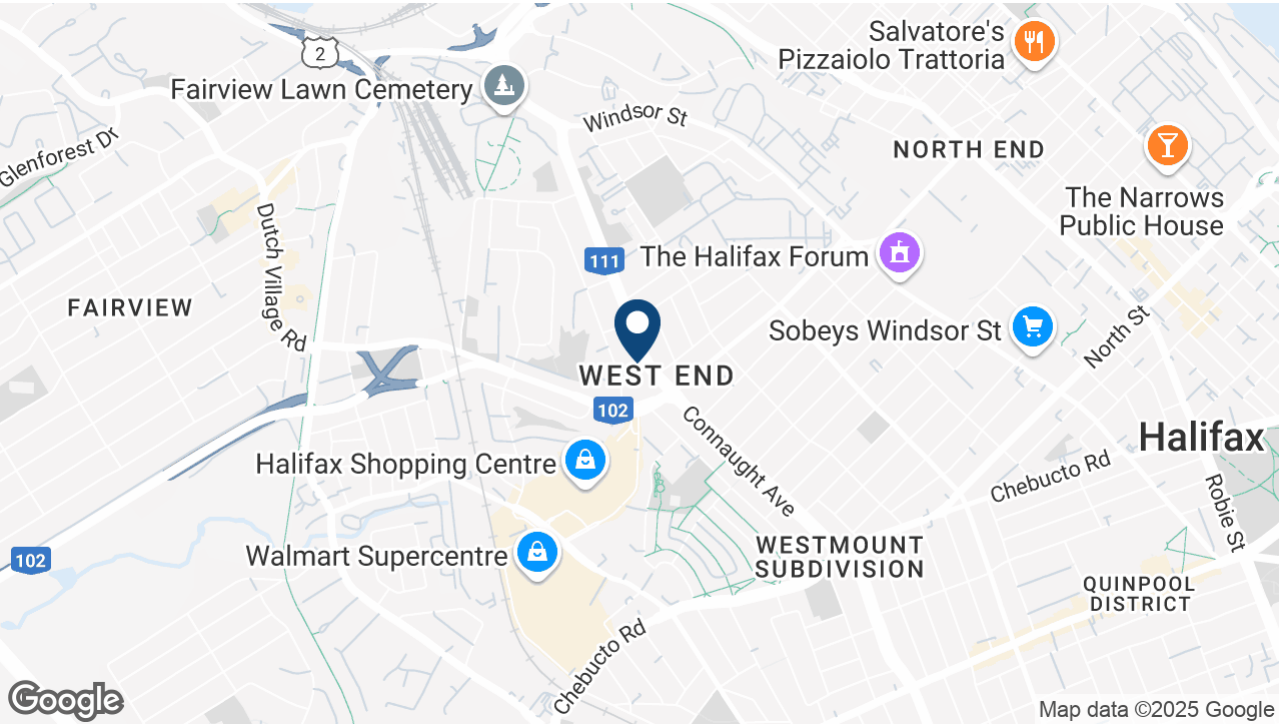 Salvatore's
Pizzaiolo Trattoria
2
Fairview Lawn Cemetery
Windsor St
Glenforest Dr
NORTH END
The Narrows
Public House
Dutch Village Rd
111
The Halifax Forum
FAIRVIEW
Sobeys Windsor St
North St
WEST END
102
Connaught Ave
Halifax
Halifax Shopping Centre
Chebucto Rd
Robie St
102
Walmart Supercentre
WESTMOUNT
SUBDIVISION
QUINPOOL
DISTRICT
Chebucto Rd
Google
Map data ©2025 Google